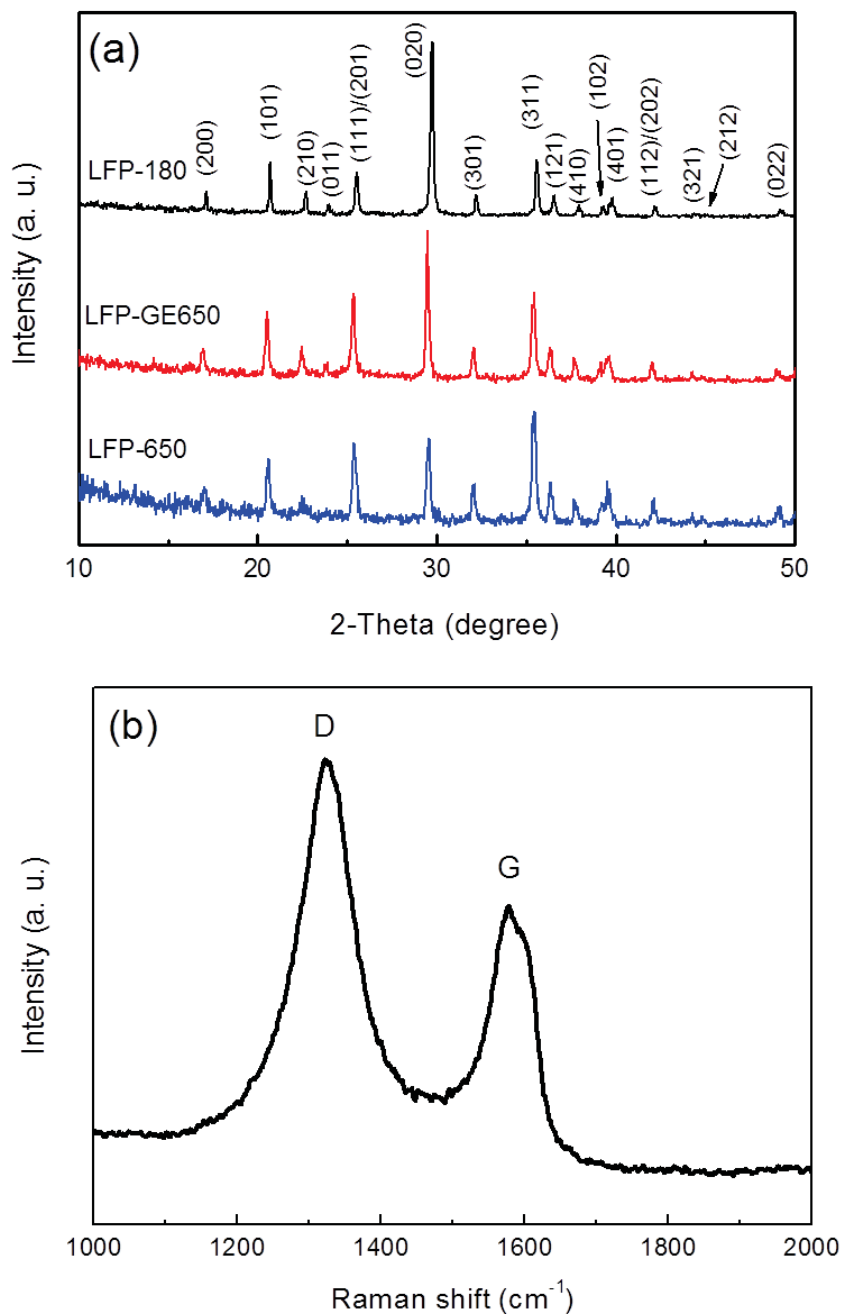 (a)
(200)
(101)
(210)
(011)
(111)/(201)
(020)
(301)
(311)
(121)
(410)
(102)
(401)
(112)/(202)
(321)
(212)
(022)
LFP-180
LFP-GE650
LFP-650
Intensity (a. u.)
10 20 30 40 50
2-Theta (degree)
(b)
D
G
Intensity (a. u.)
1000 1200 1400 1600 1800 2000
Raman shift (cm⁻¹)